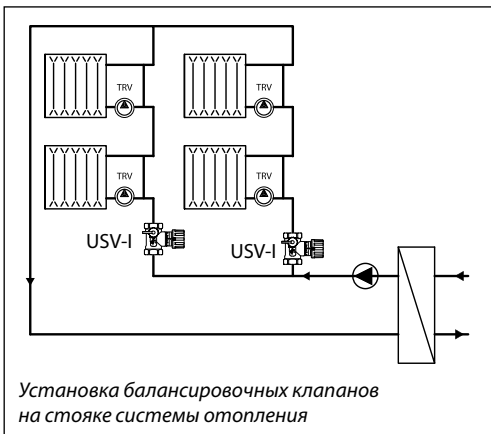 TRV
TRV
TRV
TRV
USV-I
USV-I
Установка балансировочных клапанов
на стояке системы отопления